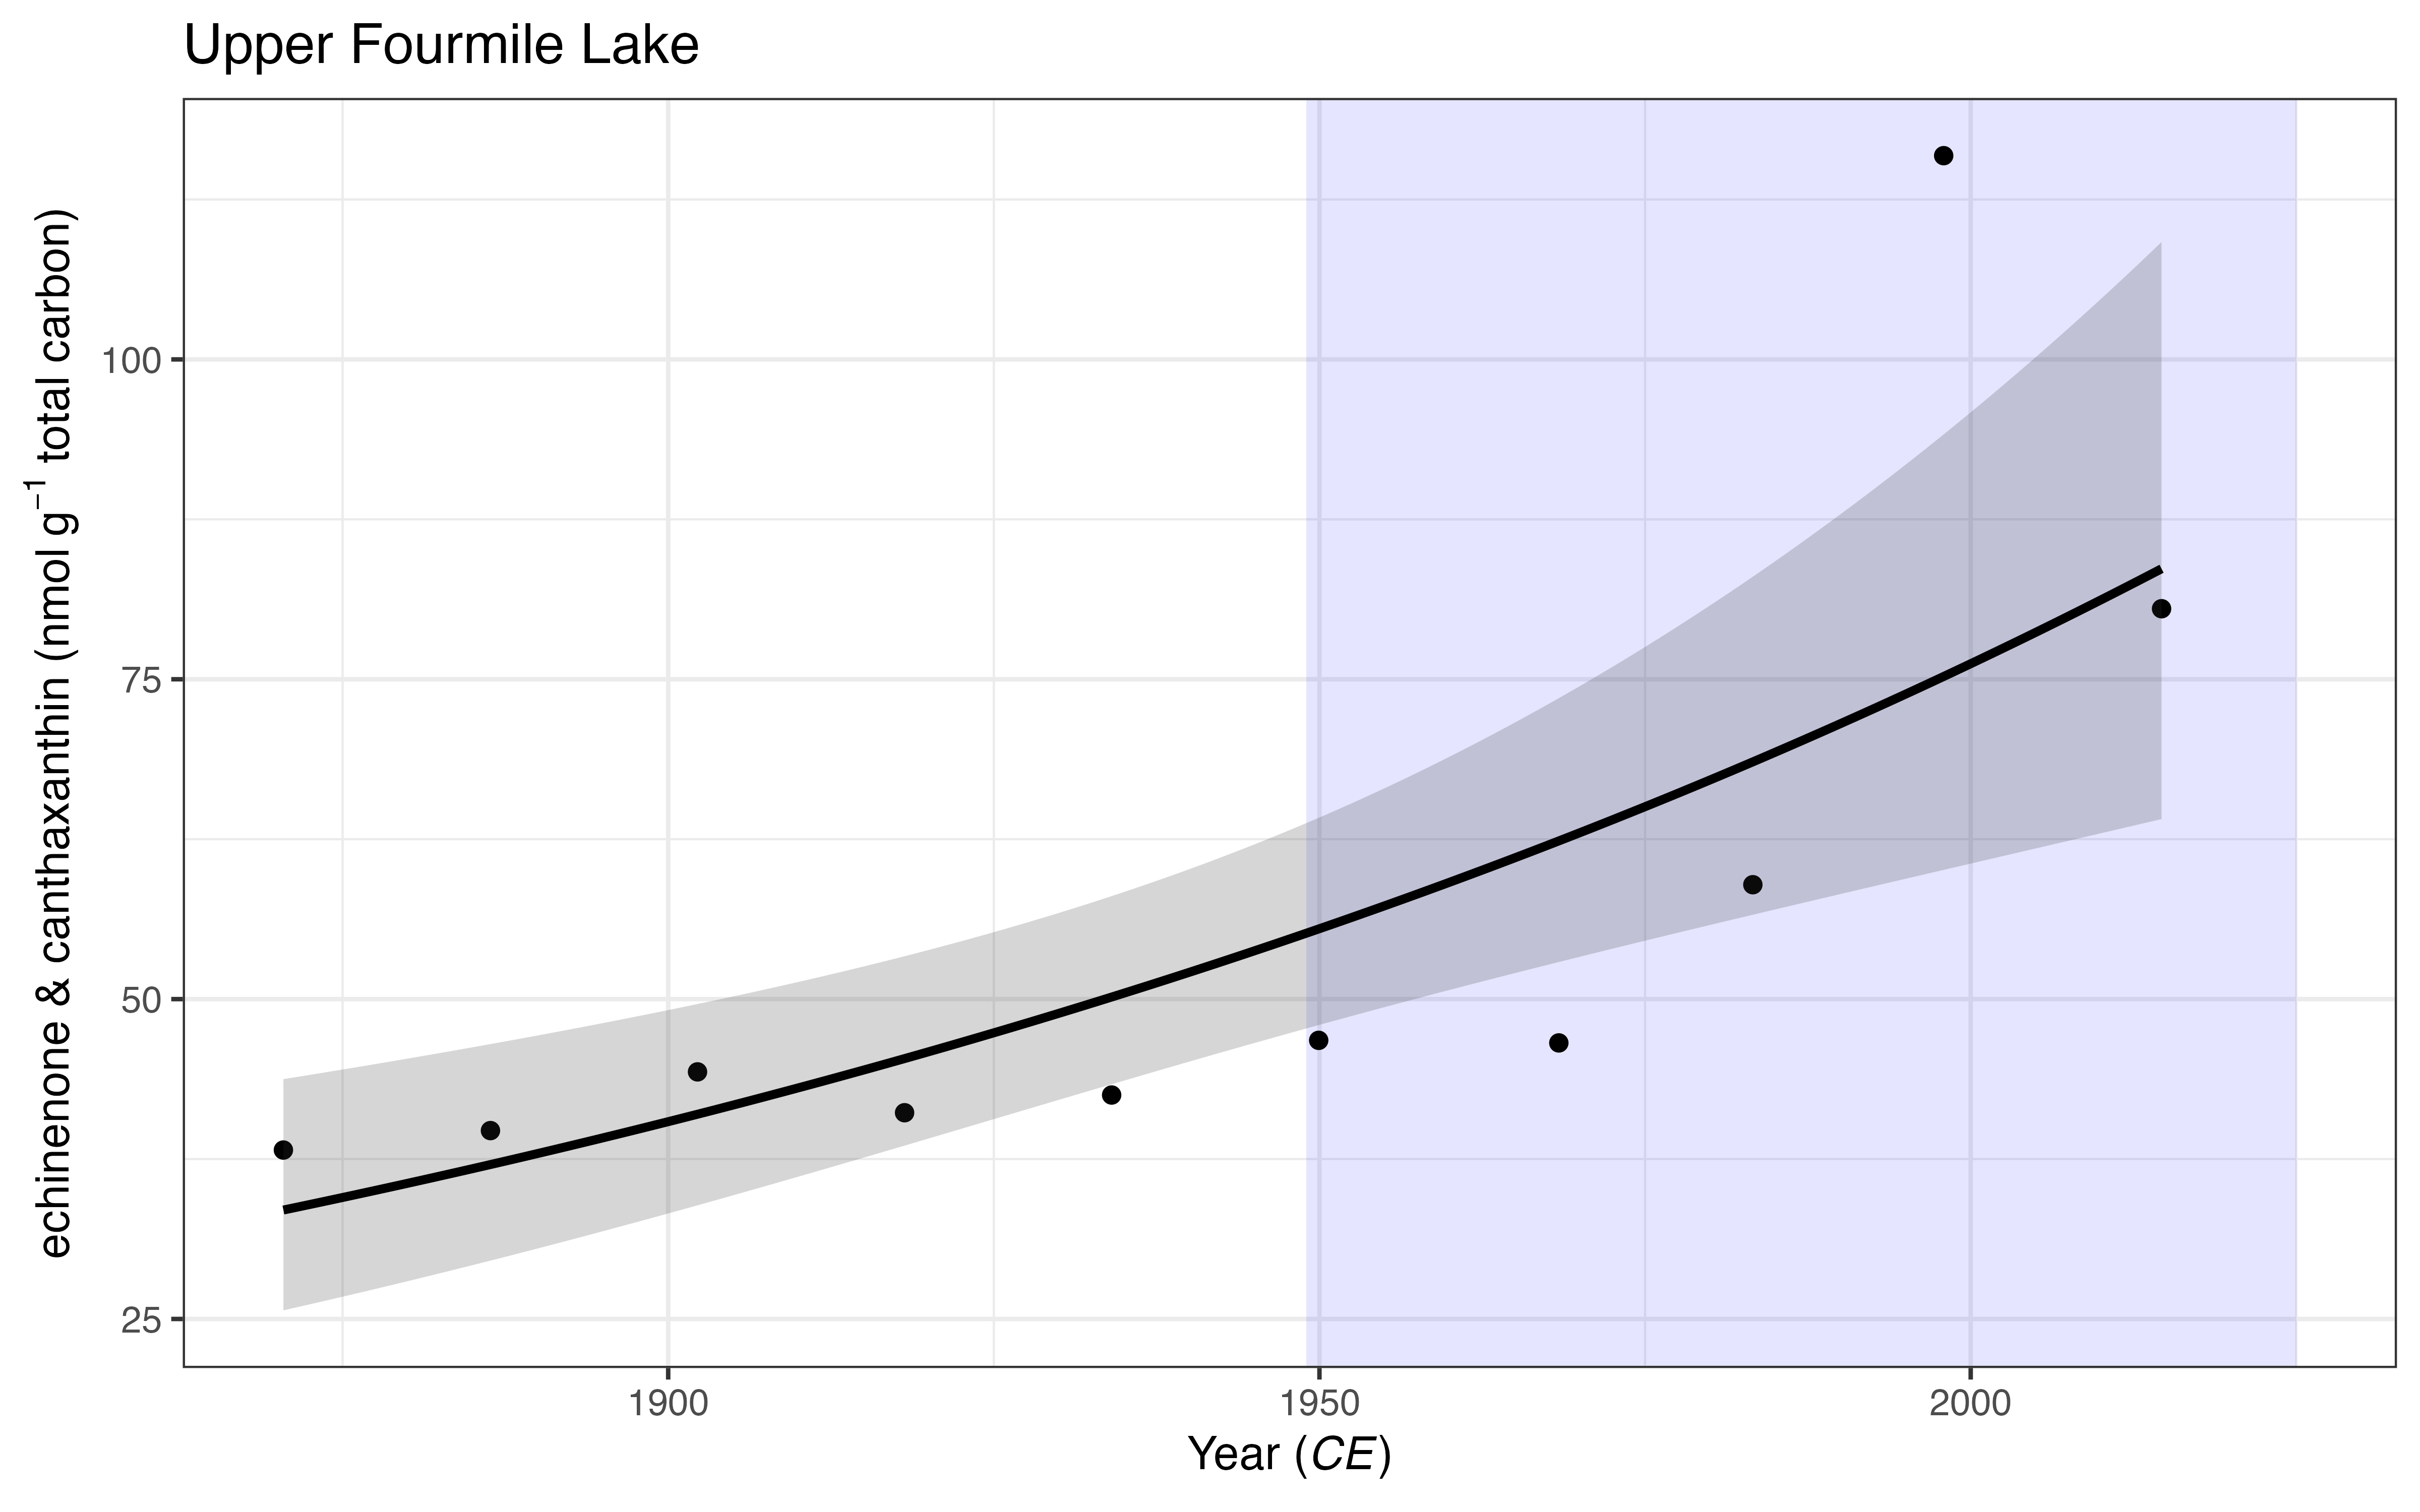 Upper Fourmile Lake
echinenone & canthaxanthin (nmol g⁻¹ total carbon)
100
75
50
25
1900
1950
2000
Year (CE)